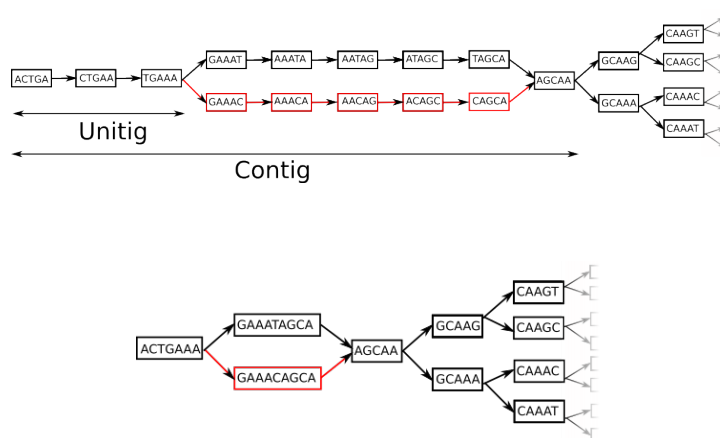 CAAGT
GAAAT AAATA AATAG ATAGC TAGCA
GCAAG CAAGC
ACTGA CTGAA TGAAA AGCAA
GAAAC AAACA AACAG ACAGC CAGCA GCAAA CAAAC
Unitig CAAAT
Contig
CAAGT
GAAATAGCA GCAAG CAAGC
ACTGAAA AGCAA
GAAACAGCA GCAAA CAAAC
CAAAT